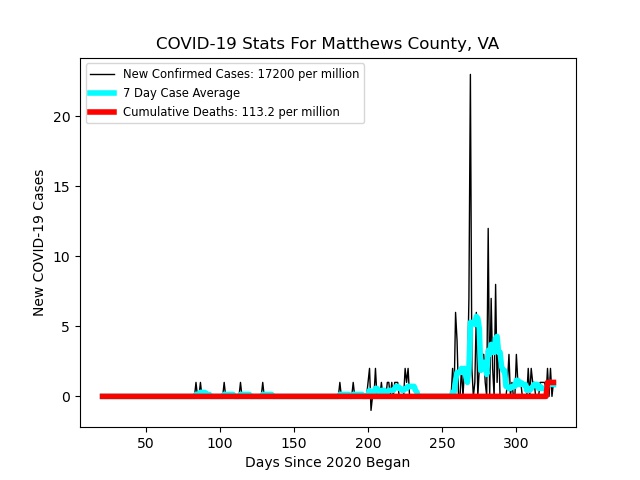 COVID-19 Stats For Matthews County, VA
New Confirmed Cases: 17200 per million
7 Day Case Average
Cumulative Deaths: 113.2 per million
New COVID-19 Cases
20
15
10
5
0
50 100 150 200 250 300
Days Since 2020 Began